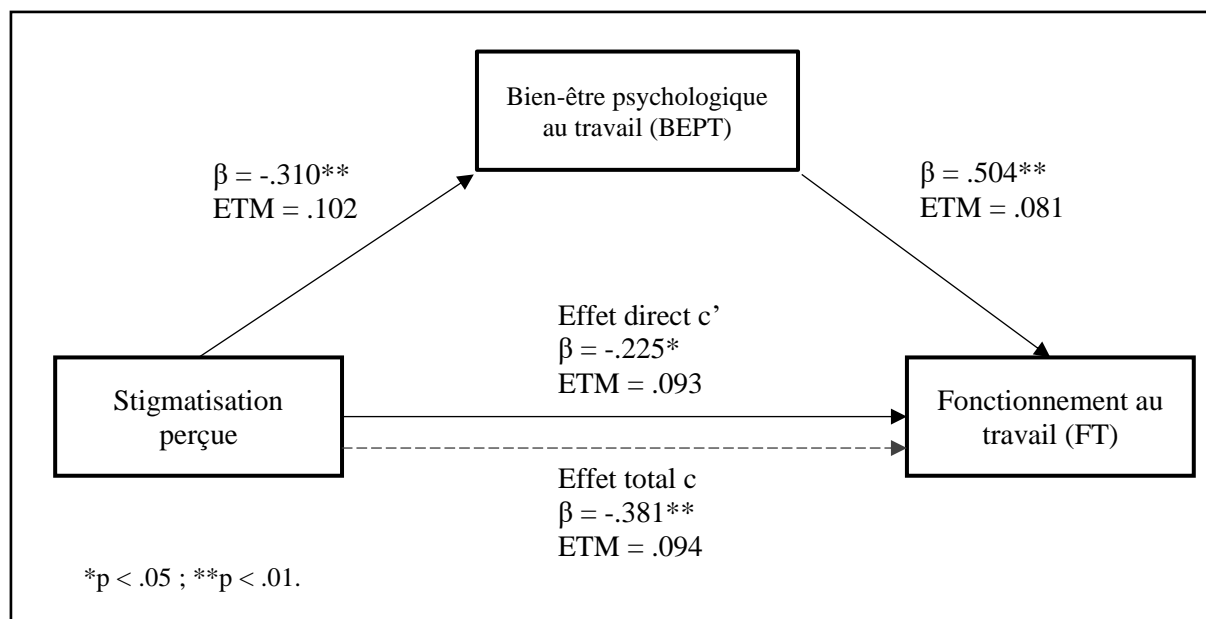 Bien-être psychologique
au travail (BEPT)
β = -.310**
ETM = .102
β = .504**
ETM = .081
Effet direct c’
β = -.225*
ETM = .093
Stigmatisation
perçue
Fonctionnement au
travail (FT)
Effet total c
β = -.381**
ETM = .094
*p < .05 ; **p < .01.